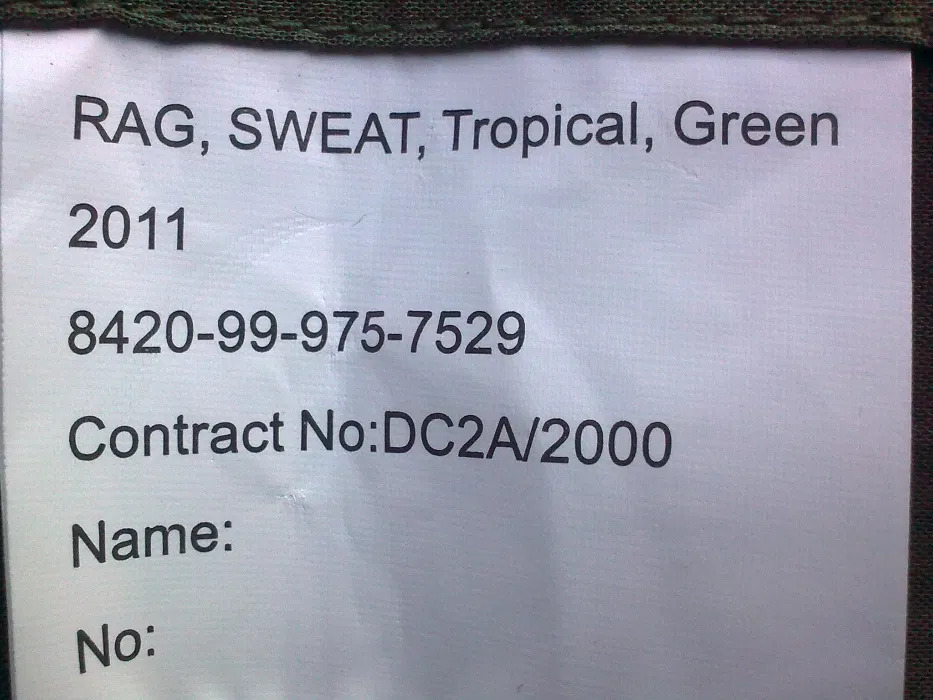 RAG, SWEAT, Tropical, Green
2011
8420-99-975-7529
Contract No:DC2A/2000
Name:
No: